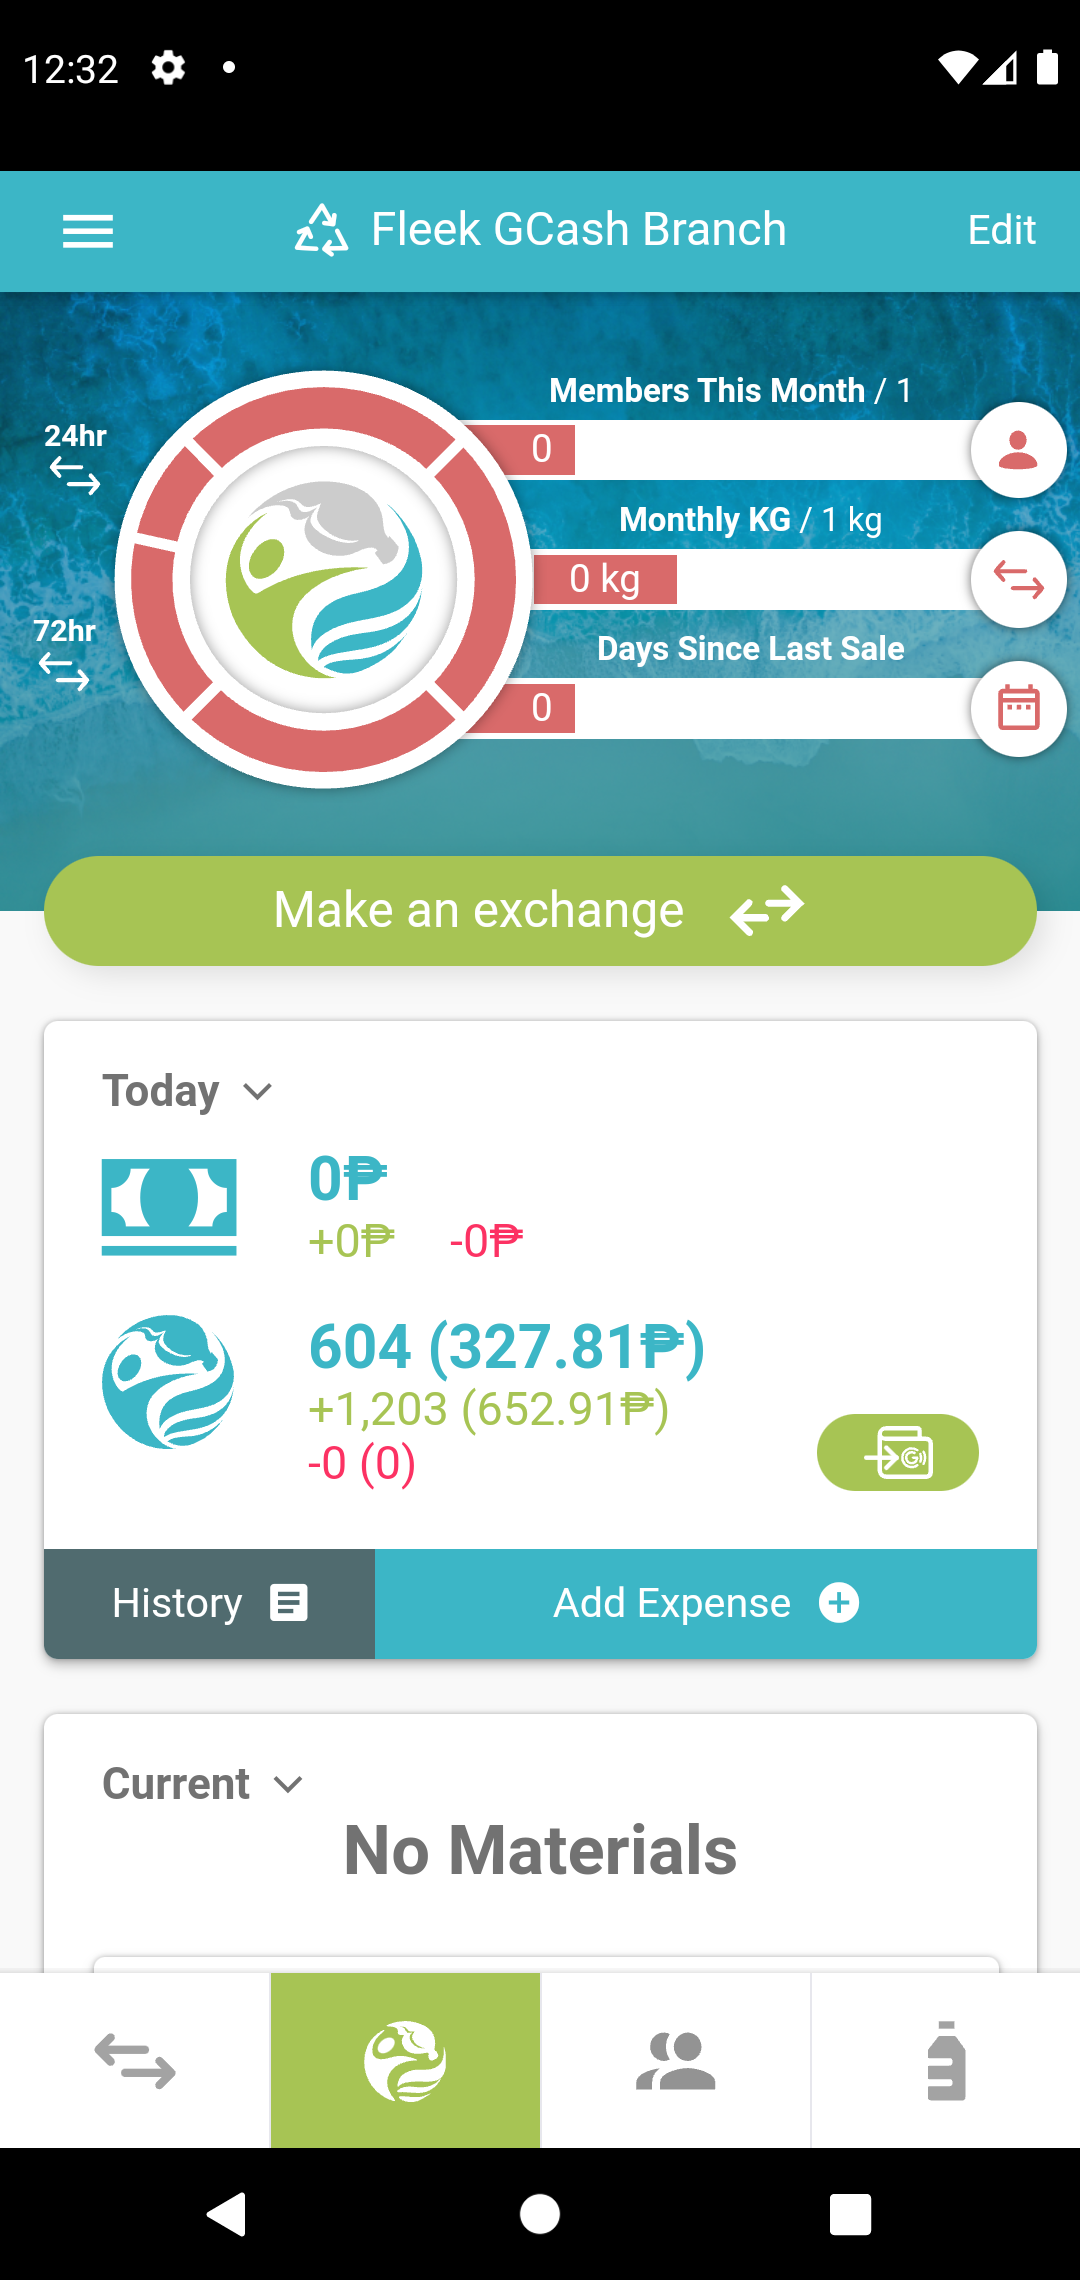 12:32
Fleek GCash Branch
Edit
Members This Month / 1
24hr
0
Monthly KG / 1 kg
0 kg
72hr
Days Since Last Sale
0
Make an exchange
Today
0₱
+0₱ -0₱
604 (327.81₱)
+1,203 (652.91₱)
-0 (0)
History
Add Expense
Current
No Materials